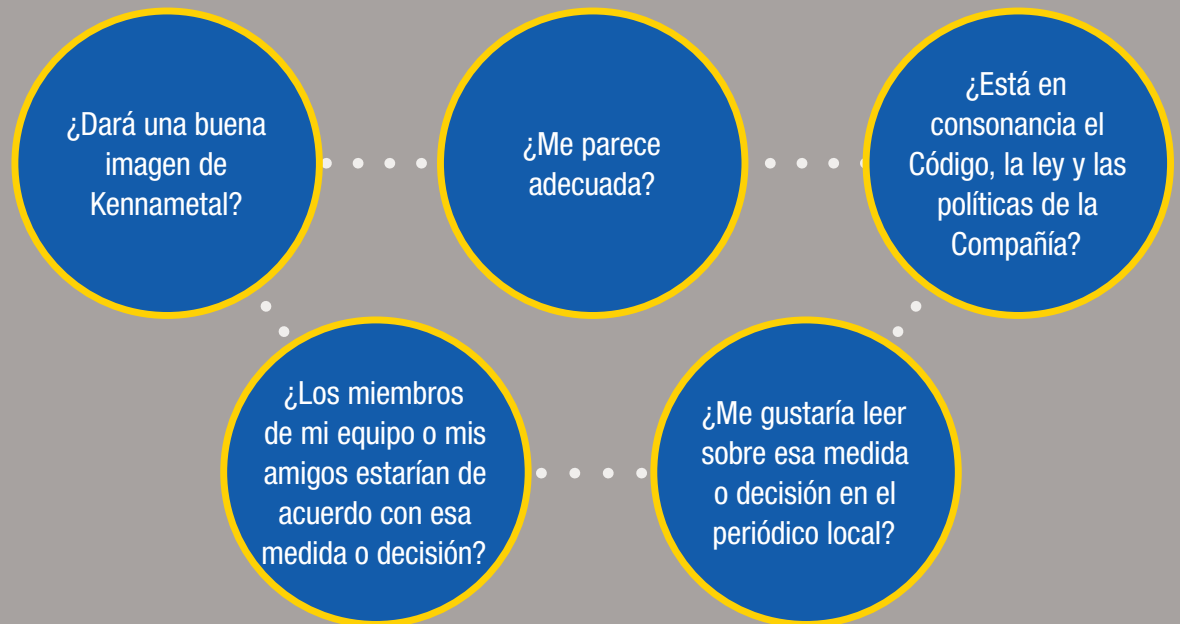 ¿Dará una buena
imagen de
Kennametal?
¿Me parece
adecuada?
¿Está en
consonancia el
Código, la ley y las
políticas de la
Compañía?
¿Los miembros
de mi equipo o mis
amigos estarían de
acuerdo con esa
medida o decisión?
¿Me gustaría leer
sobre esa medida
o decisión en el
periódico local?